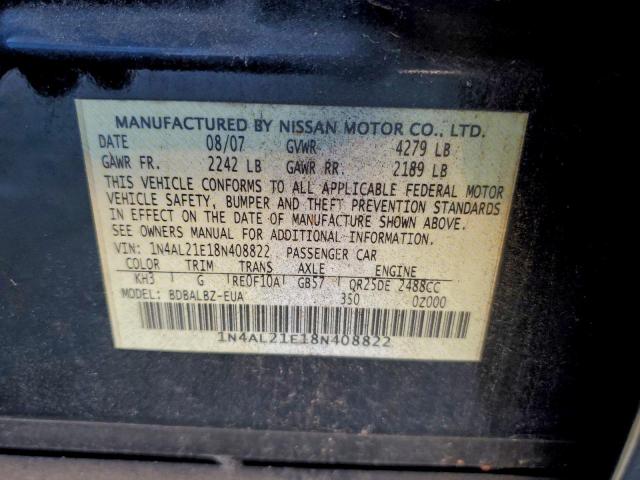 MANUFACTURED BY NISSAN MOTOR CO., LTD.
DATE 08/07 GVWR 4279 LB
GAWR FR. 2242 LB GAWR RR 2189 LB
THIS VEHICLE CONFORMS TO ALL APPLICABLE FEDERAL MOTOR
VEHICLE SAFETY, BUMPER AND THEFT PREVENTION STANDARDS
IN EFFECT ON THE DATE OF MANUFACTURE SHOWN ABOVE.
SEE OWNERS MANUAL FOR ADDITIONAL INFORMATION.
VIN: 1N4AL21E18N408822 PASSENGER CAR
COLOR TRIM TRANS AXLE ENGINE
KH3 G RE0F10A GB57 QR25DE 2488CC
MODEL: BDBALBZ-EUA 3S0 0Z000
1N4AL21E18N408822